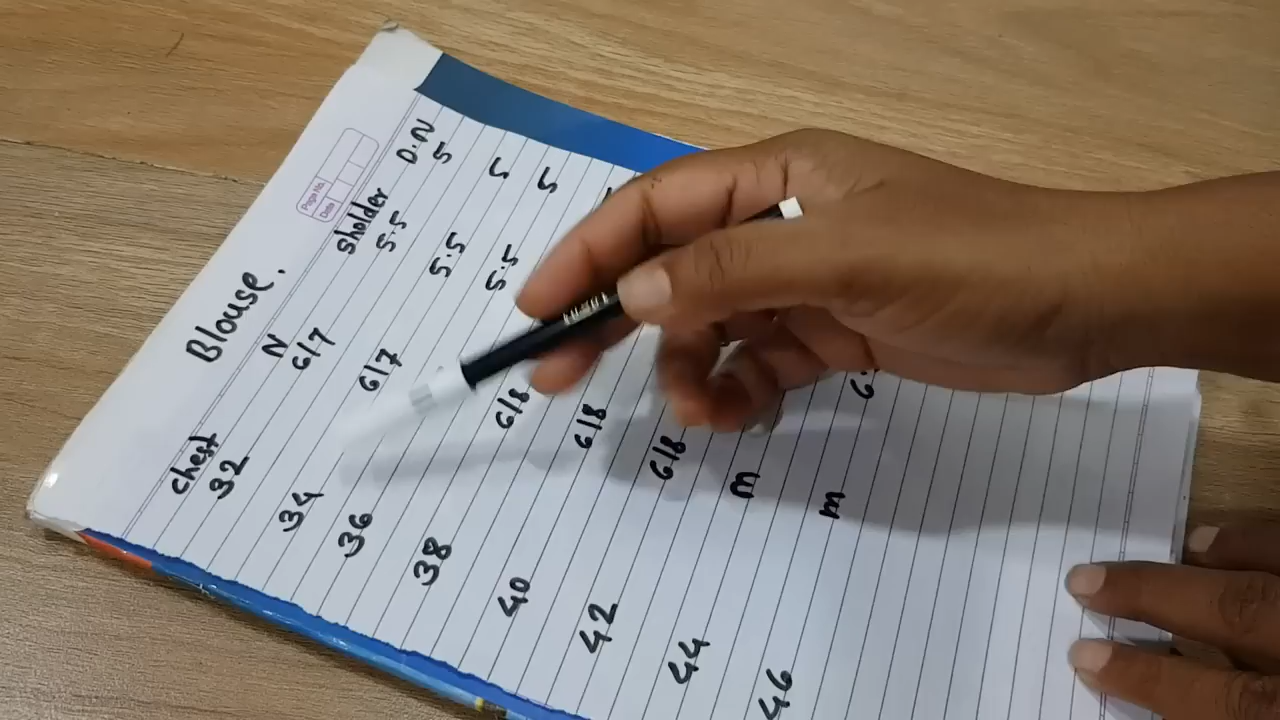 Page No.
Date
Blouse.
chest N sholder D.N
32 6/7 5.5 5
34 6/7 5.5 5
36 5.5 5
38 6/8
40 6/8
42 6/8
44 m
46 m